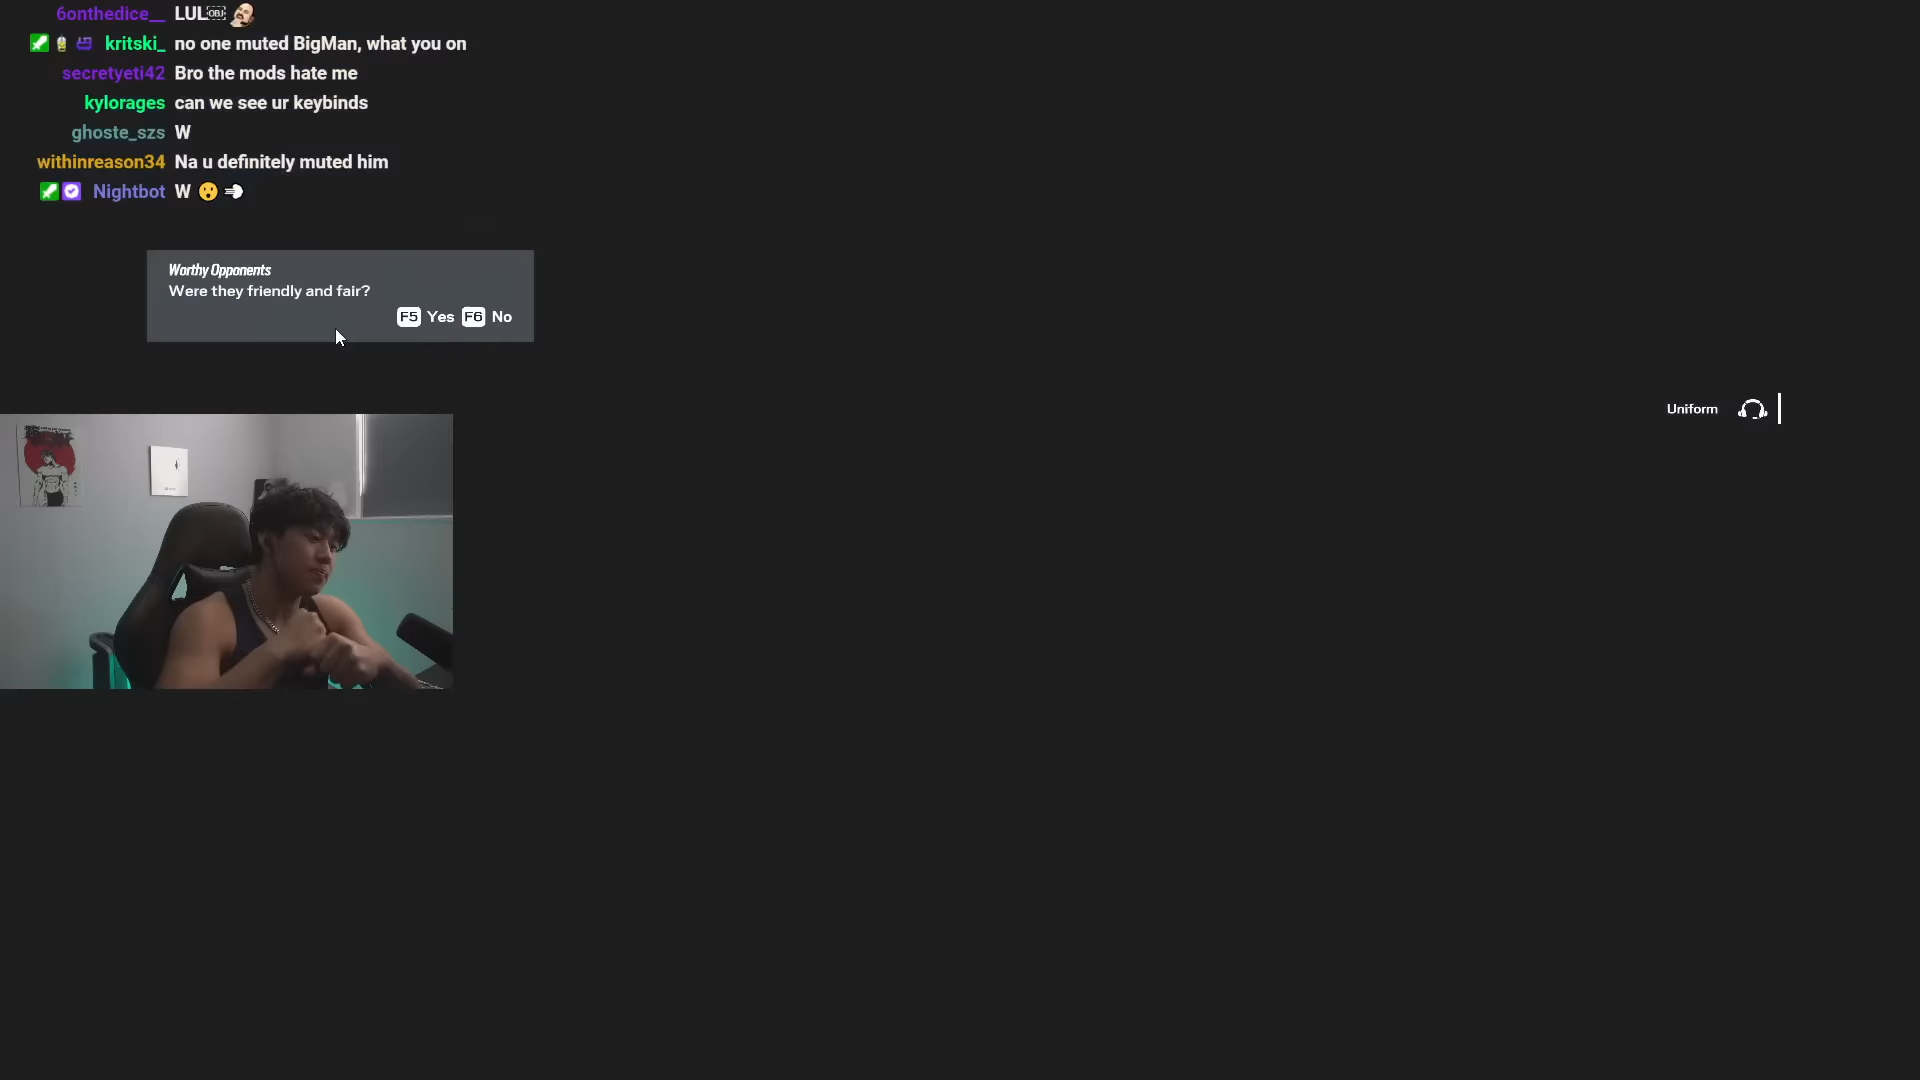 6onthedice__ LUL
kritski_ no one muted BigMan, what you on
secretyeti42 Bro the mods hate me
kylorages can we see ur keybinds
ghoste_szs W
withinreason34 Na u definitely muted him
Nightbot W 😮 💨
Worthy Opponents
Were they friendly and fair?
F5 Yes F6 No
Uniform